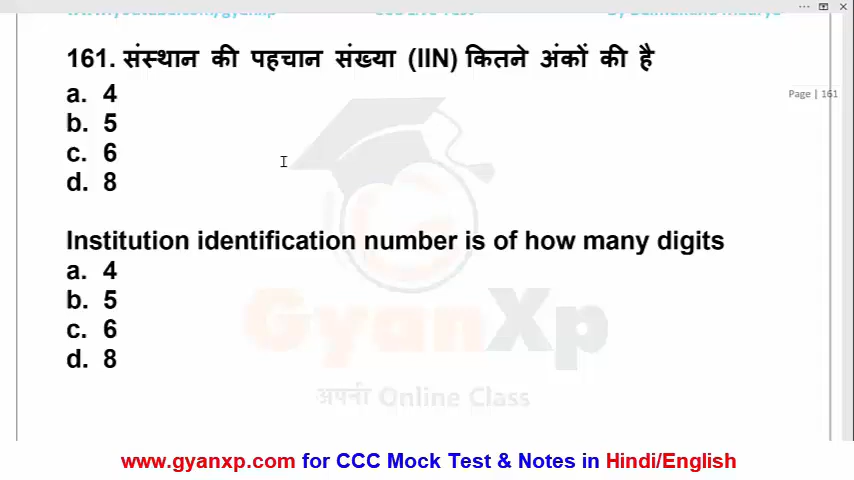 161. संस्थान की पहचान संख्या (IIN) कितने अंकों की है
Page | 161
a. 4
b. 5
c. 6
d. 8
Institution identification number is of how many digits
a. 4
b. 5
c. 6
d. 8
GyanXp
अपनी Online Class
www.gyanxp.com for CCC Mock Test & Notes in Hindi/English